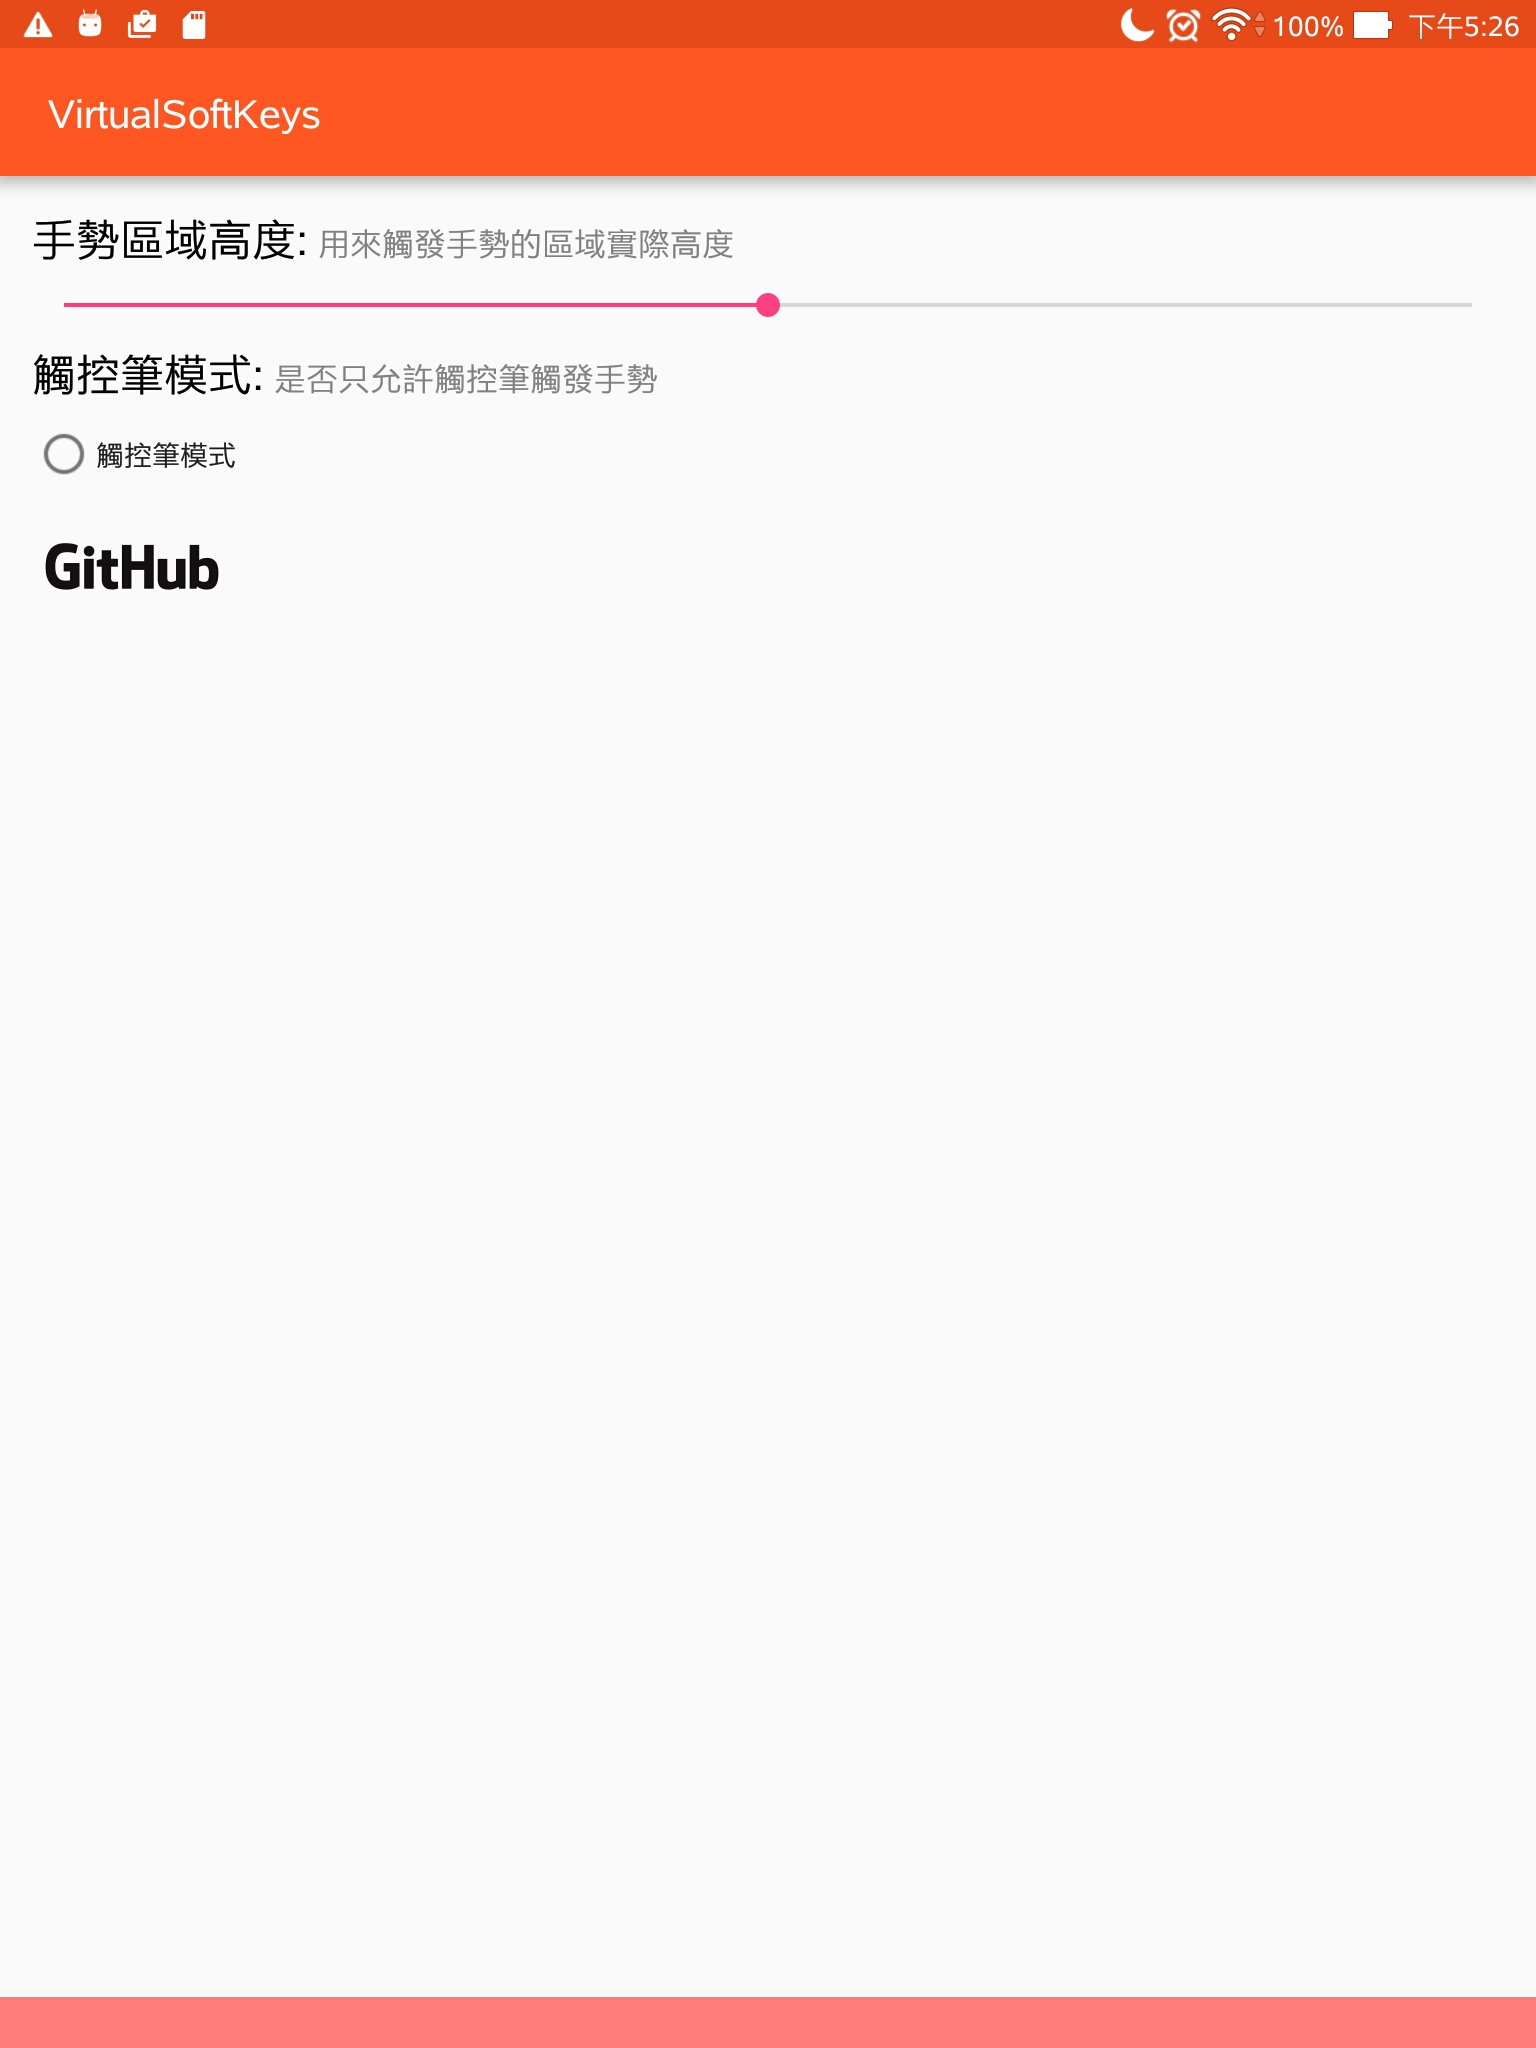 100% 下午5:26
VirtualSoftKeys
手勢區域高度: 用來觸發手勢的區域實際高度
觸控筆模式: 是否只允許觸控筆觸發手勢
觸控筆模式
GitHub